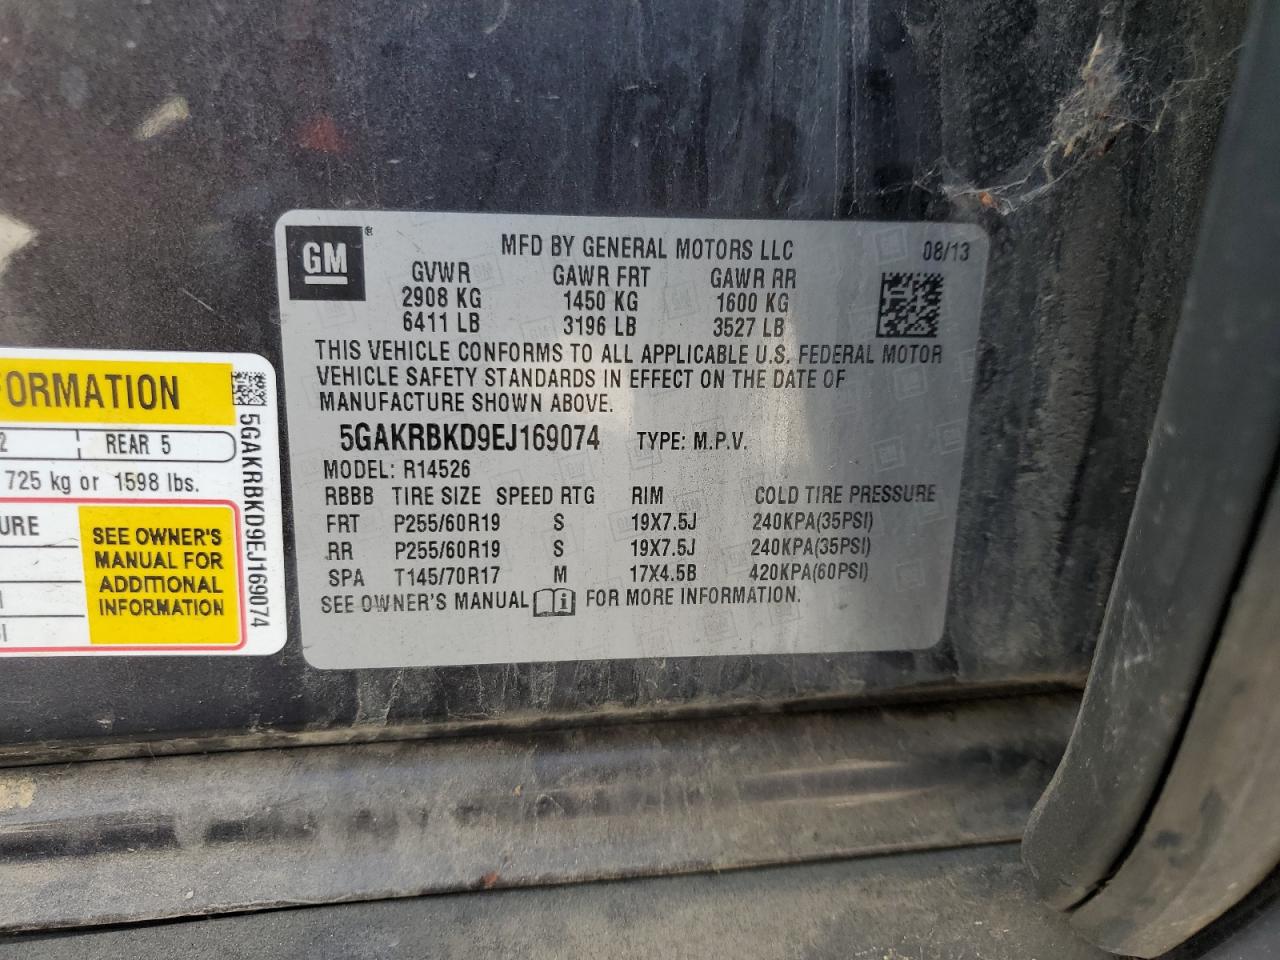 GM ®
MFD BY GENERAL MOTORS LLC 08/13
GVWR GAWR FRT GAWR RR
2908 KG 1450 KG 1600 KG
6411 LB 3196 LB 3527 LB
THIS VEHICLE CONFORMS TO ALL APPLICABLE U.S. FEDERAL MOTOR
VEHICLE SAFETY STANDARDS IN EFFECT ON THE DATE OF
MANUFACTURE SHOWN ABOVE.
5GAKRBKD9EJ169074 TYPE: M.P.V.
MODEL: R14526
RBBB TIRE SIZE SPEED RTG RIM COLD TIRE PRESSURE
FRT P255/60R19 S 19X7.5J 240KPA(35PSI)
RR P255/60R19 S 19X7.5J 240KPA(35PSI)
SPA T145/70R17 M 17X4.5B 420KPA(60PSI)
SEE OWNER'S MANUAL i FOR MORE INFORMATION.
FORMATION
2 REAR 5
725 kg or 1598 lbs.
URE
SEE OWNER'S
MANUAL FOR
ADDITIONAL
INFORMATION
5GAKRBKD9EJ169074